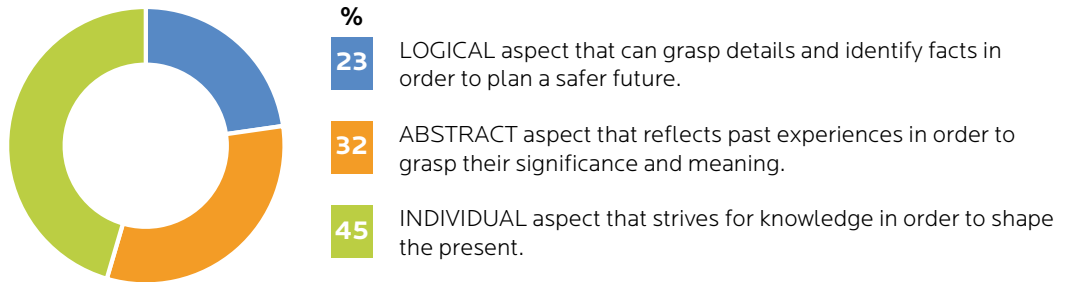 %
23
LOGICAL aspect that can grasp details and identify facts in
order to plan a safer future.
32
ABSTRACT aspect that reflects past experiences in order to
grasp their significance and meaning.
45
INDIVIDUAL aspect that strives for knowledge in order to shape
the present.